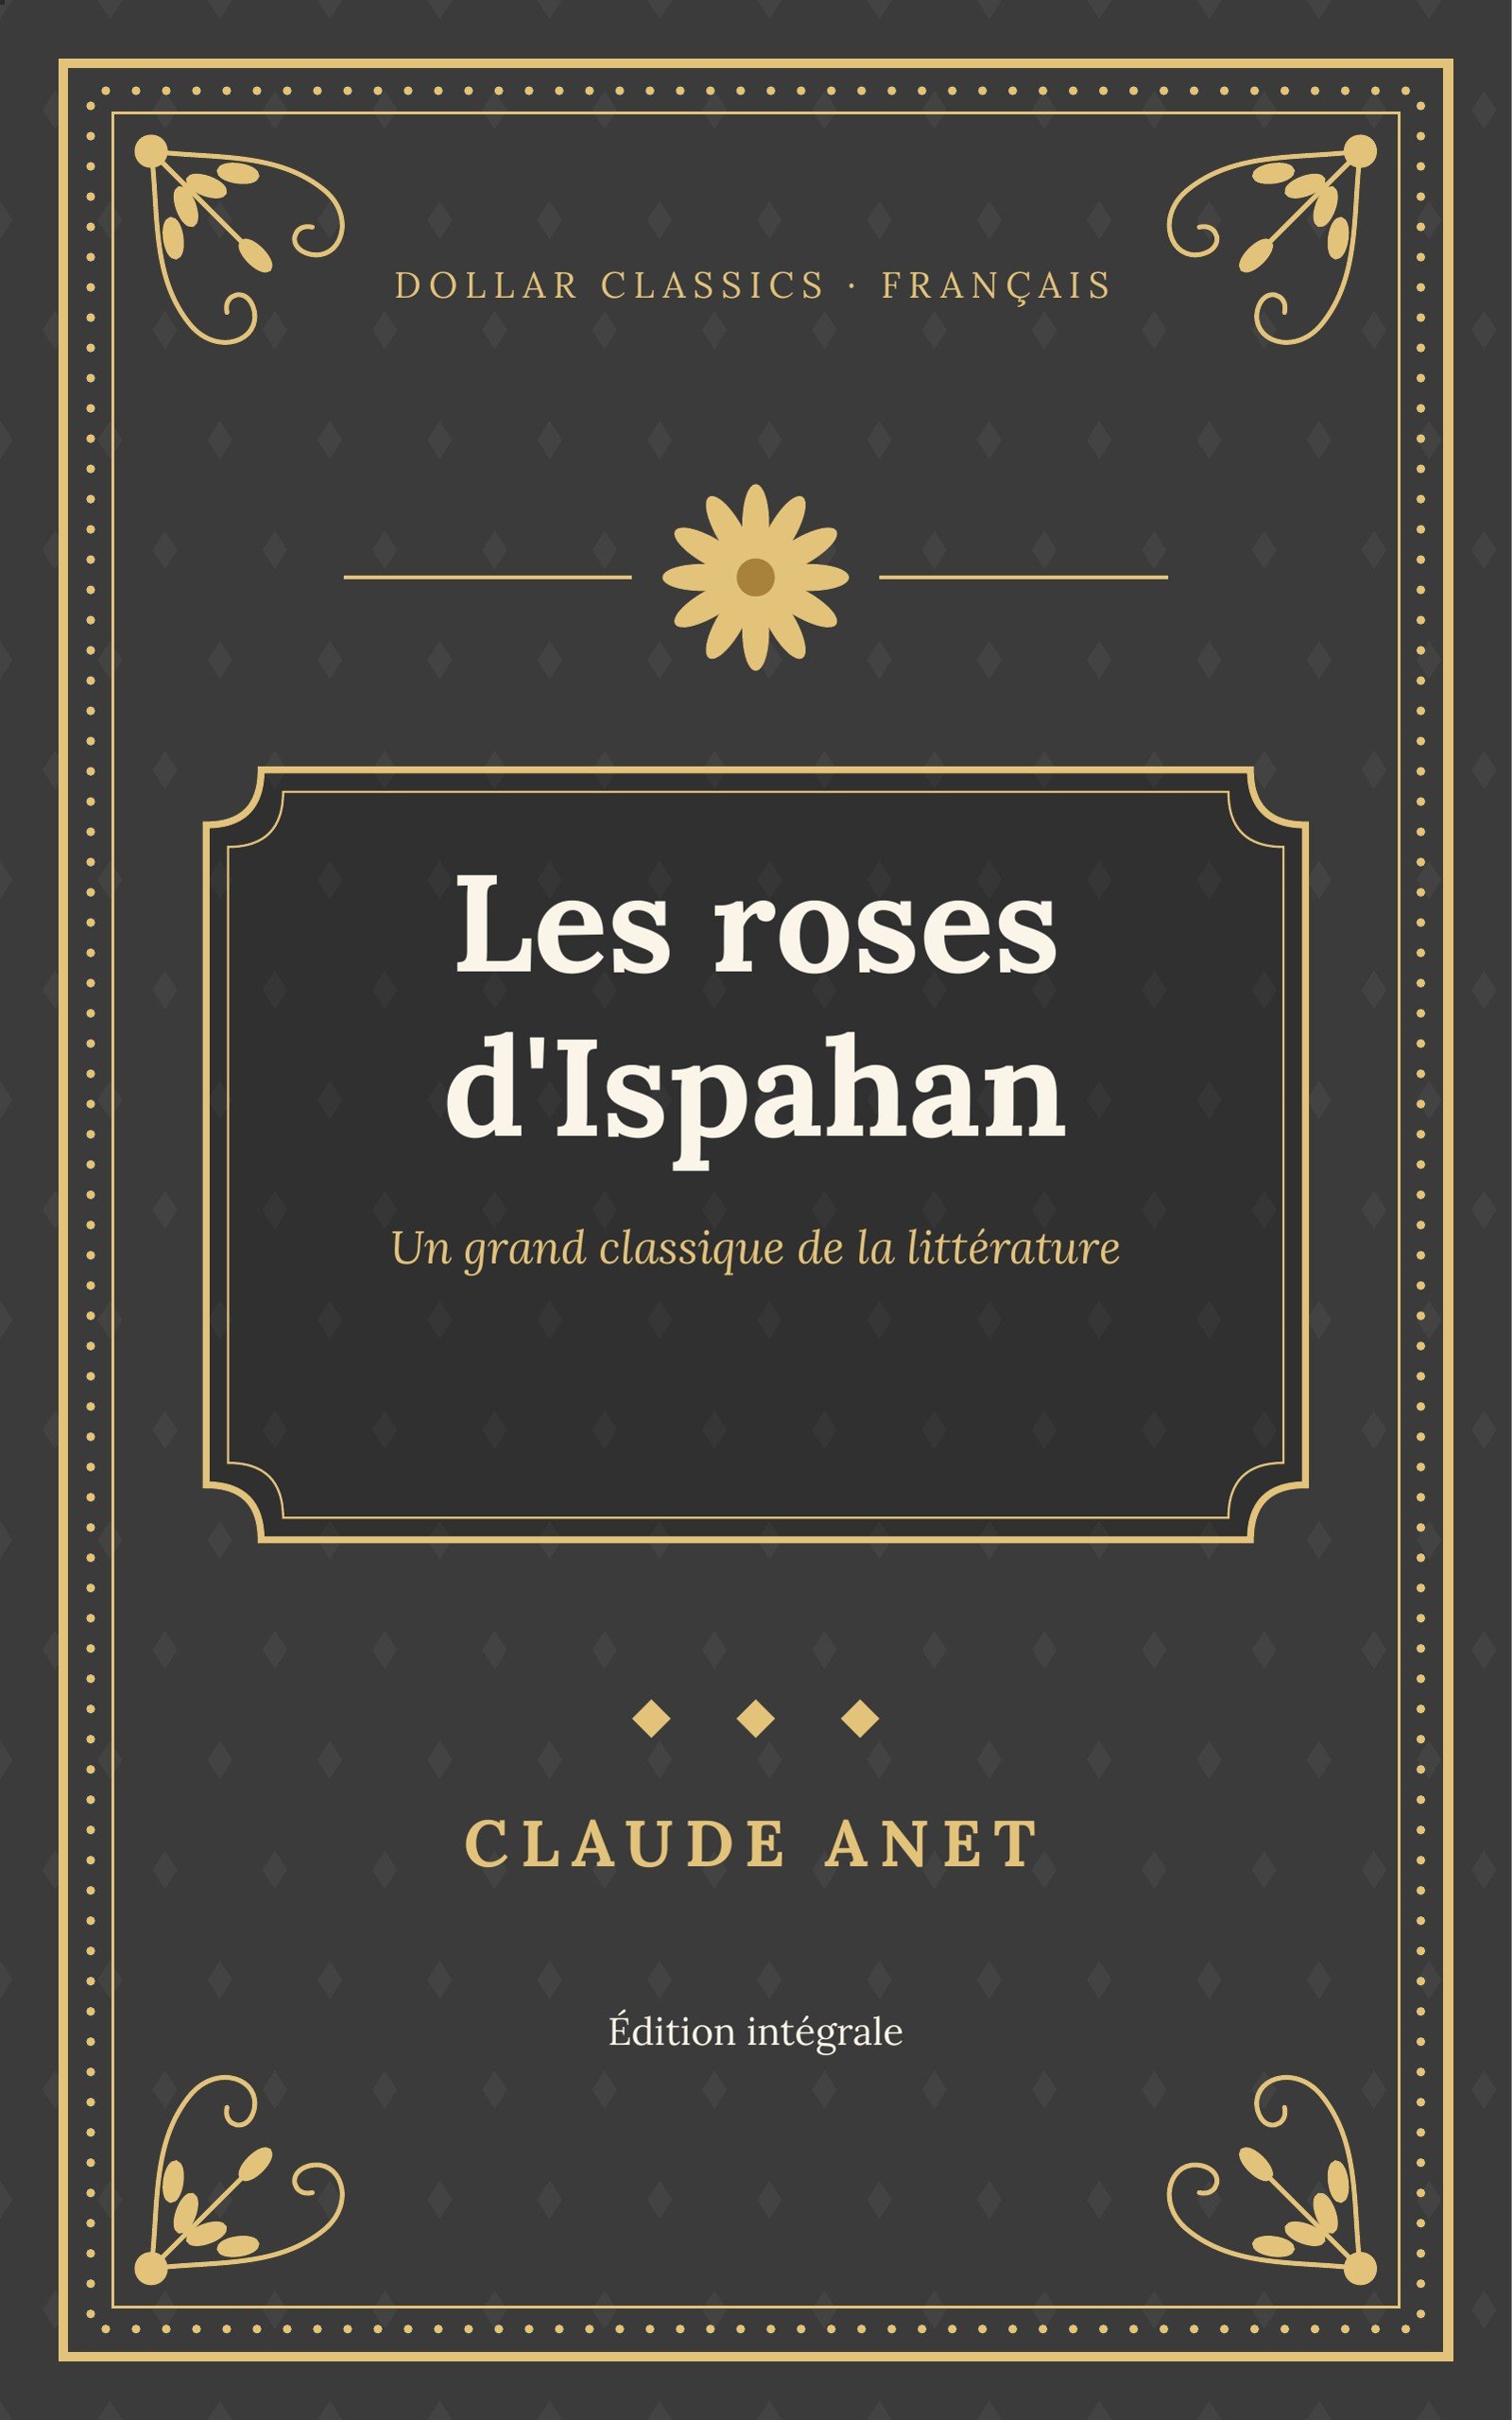 DOLLAR CLASSICS · FRANÇAIS
Les roses
d'Ispahan
Un grand classique de la littérature
CLAUDE ANET
Édition intégrale